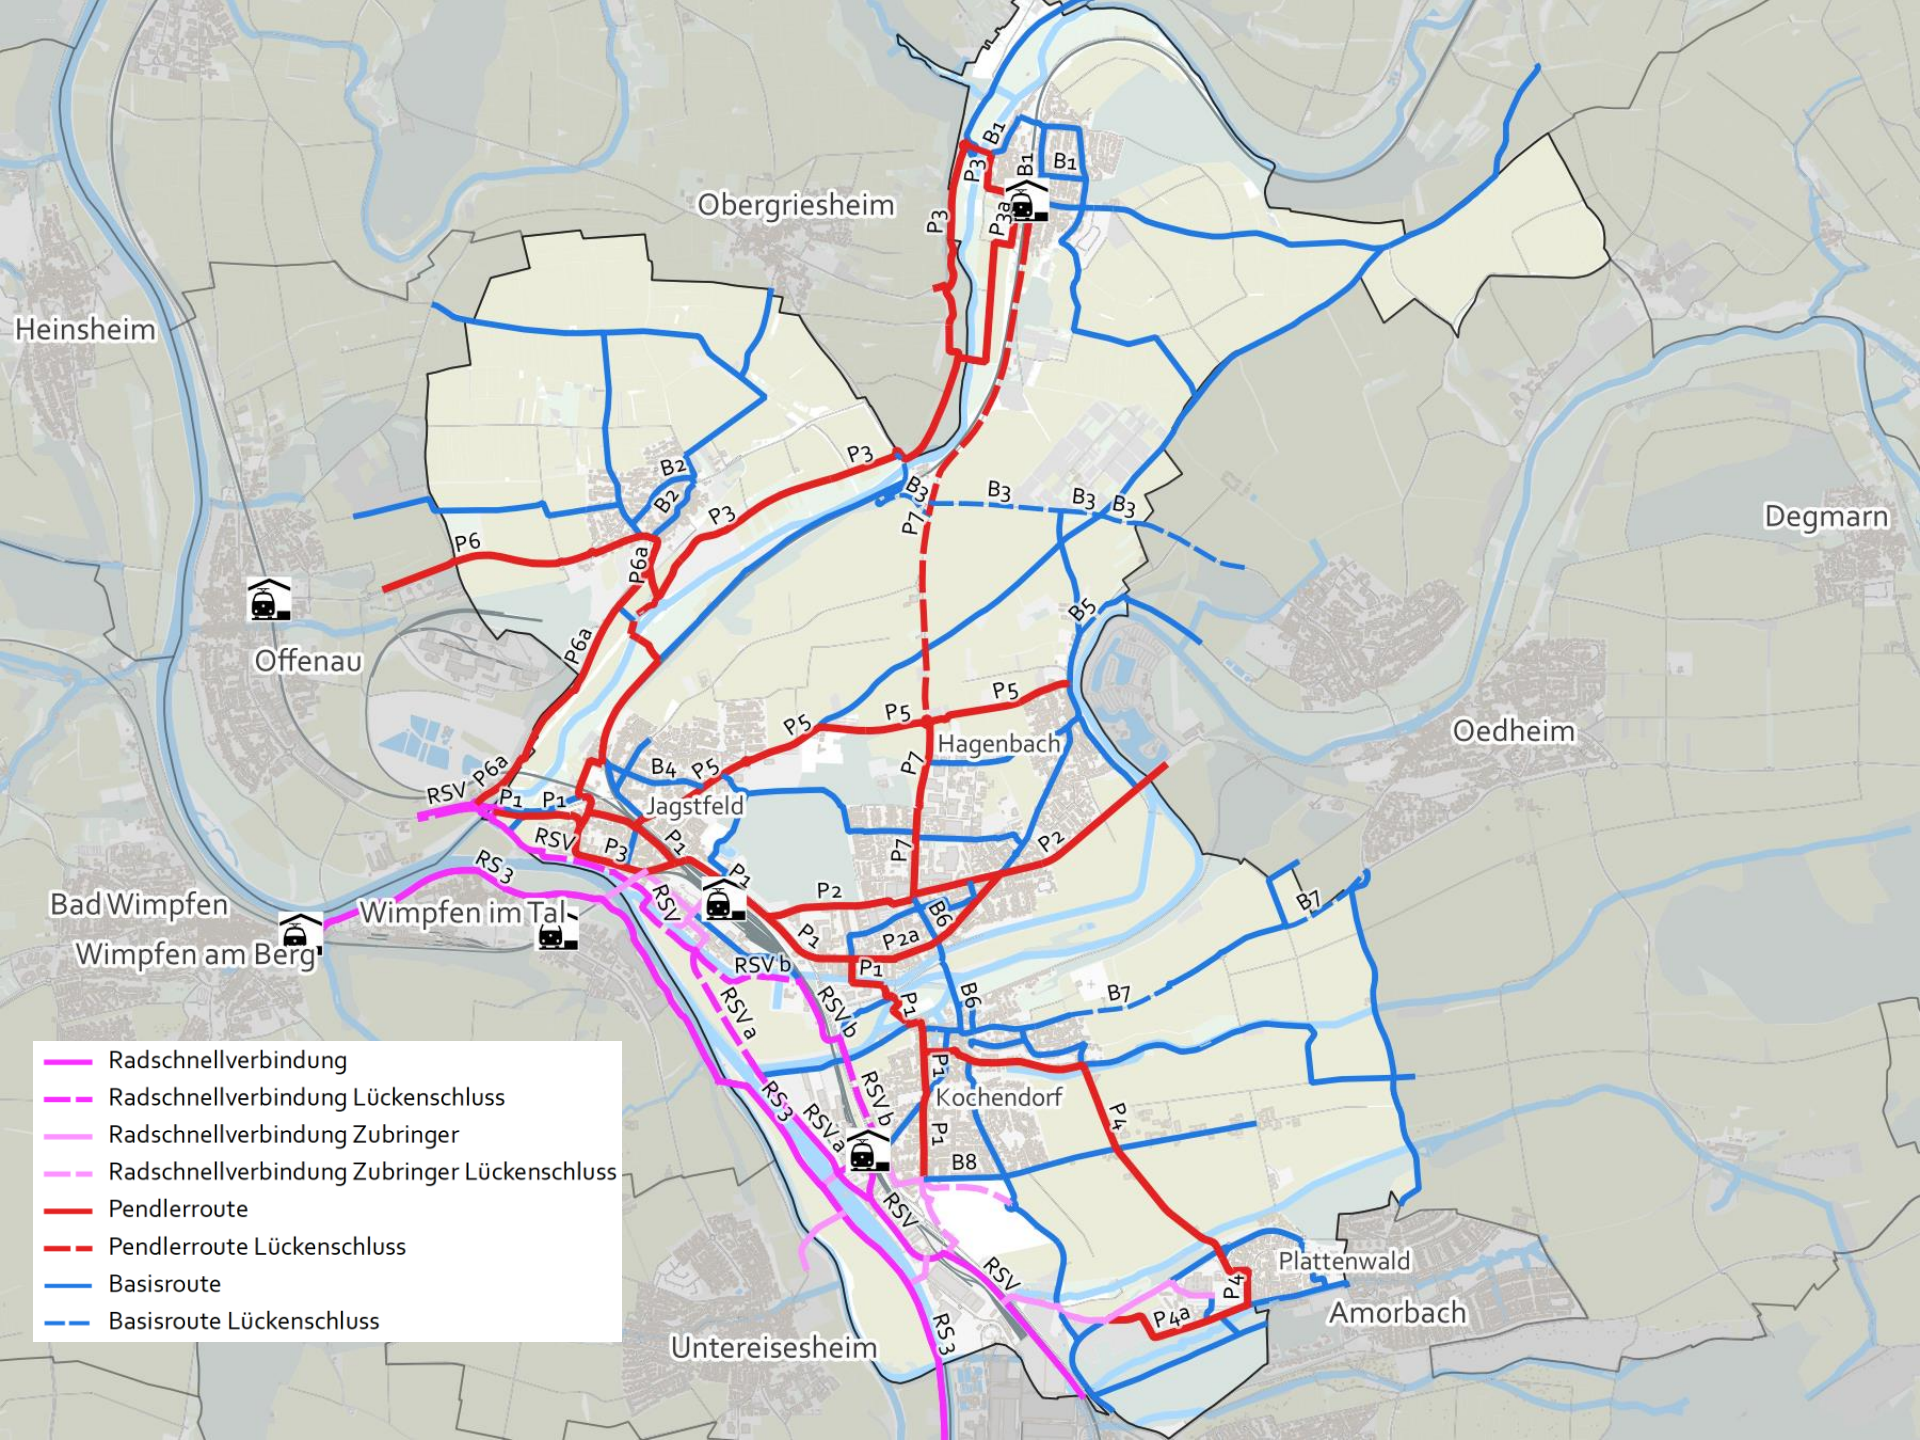 B1
P3
B1
B1
Obergriesheim
P3
P3a
Heinsheim
P3
B2
B2
B3
B3
B3
B3
P3
P7
Degmarn
P6
P6a
B5
P6a
Offenau
P5
P5
P5
Oedheim
Hagenbach
P7
B4
P5
P6a
RSV
P1
P1
Jagstfeld
RSV
P3
P1
P7
P2
RS3
P1
P2
RSV
Bad Wimpfen
Wimpfen im Tal
B6
B7
P1
P2a
Wimpfen am Berg
RSV b
P1
B7
B6
RSV a
RSV b
P1
P1
Kochendorf
RS3
RSV a
RSV b
P4
P1
B8
RSV
RSV
Plattenwald
P4
P4a
Amorbach
RS3
Untereisesheim
Radschnellverbindung
Radschnellverbindung Lückenschluss
Radschnellverbindung Zubringer
Radschnellverbindung Zubringer Lückenschluss
Pendlerroute
Pendlerroute Lückenschluss
Basisroute
Basisroute Lückenschluss